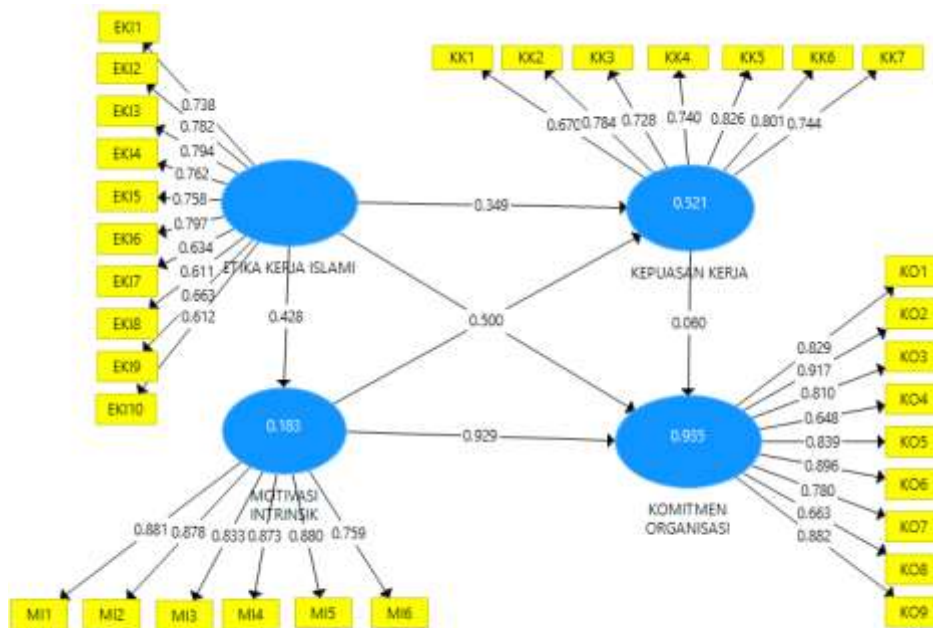 EKI1
EKI2
EKI3
EKI4
EKI5
EKI6
EKI7
EKI8
EKI9
EKI10
0.738
0.782
0.794
0.762
0.758
0.797
0.634
0.611
0.663
0.612
ETIKA KERJA ISLAMI
KK1
KK2
KK3
KK4
KK5
KK6
KK7
0.670
0.784
0.728
0.740
0.826
0.801
0.744
0.349
0.521
KEPUASAN KERJA
0.428
0.500
0.060
0.183
MOTIVASI
INTRINSIK
0.929
0.935
KOMITMEN
ORGANISASI
KO1
KO2
KO3
KO4
KO5
KO6
KO7
KO8
KO9
0.829
0.917
0.810
0.648
0.839
0.896
0.780
0.663
0.882
0.881
0.878
0.833
0.873
0.880
0.759
MI1
MI2
MI3
MI4
MI5
MI6